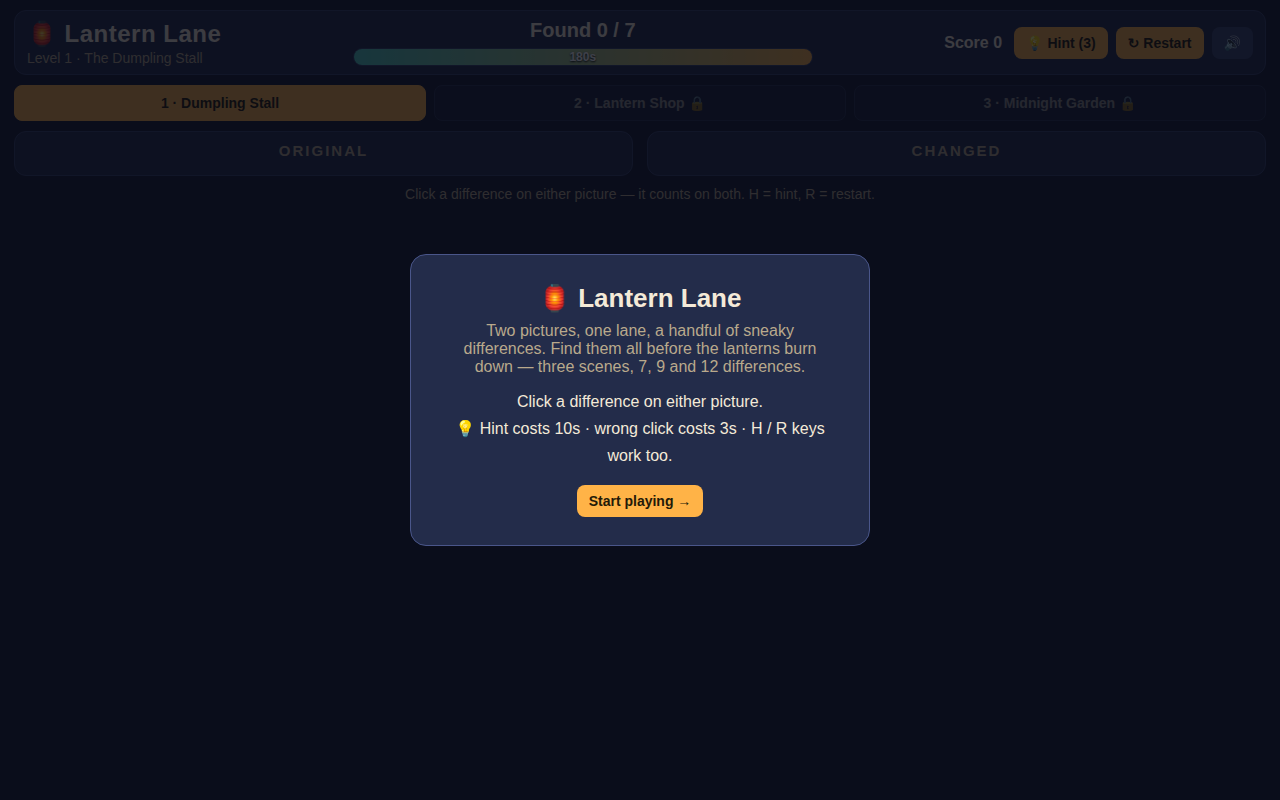 🏮 Lantern Lane
Level 1 · The Dumpling Stall
Found 0 / 7
180s
Score 0
💡 Hint (3)
↻ Restart
1 · Dumpling Stall
2 · Lantern Shop 🔒
3 · Midnight Garden 🔒
ORIGINAL
CHANGED
Click a difference on either picture — it counts on both. H = hint, R = restart.
🏮 Lantern Lane
Two pictures, one lane, a handful of sneaky
differences. Find them all before the lanterns burn
down — three scenes, 7, 9 and 12 differences.
Click a difference on either picture.
💡 Hint costs 10s · wrong click costs 3s · H / R keys
work too.
Start playing →